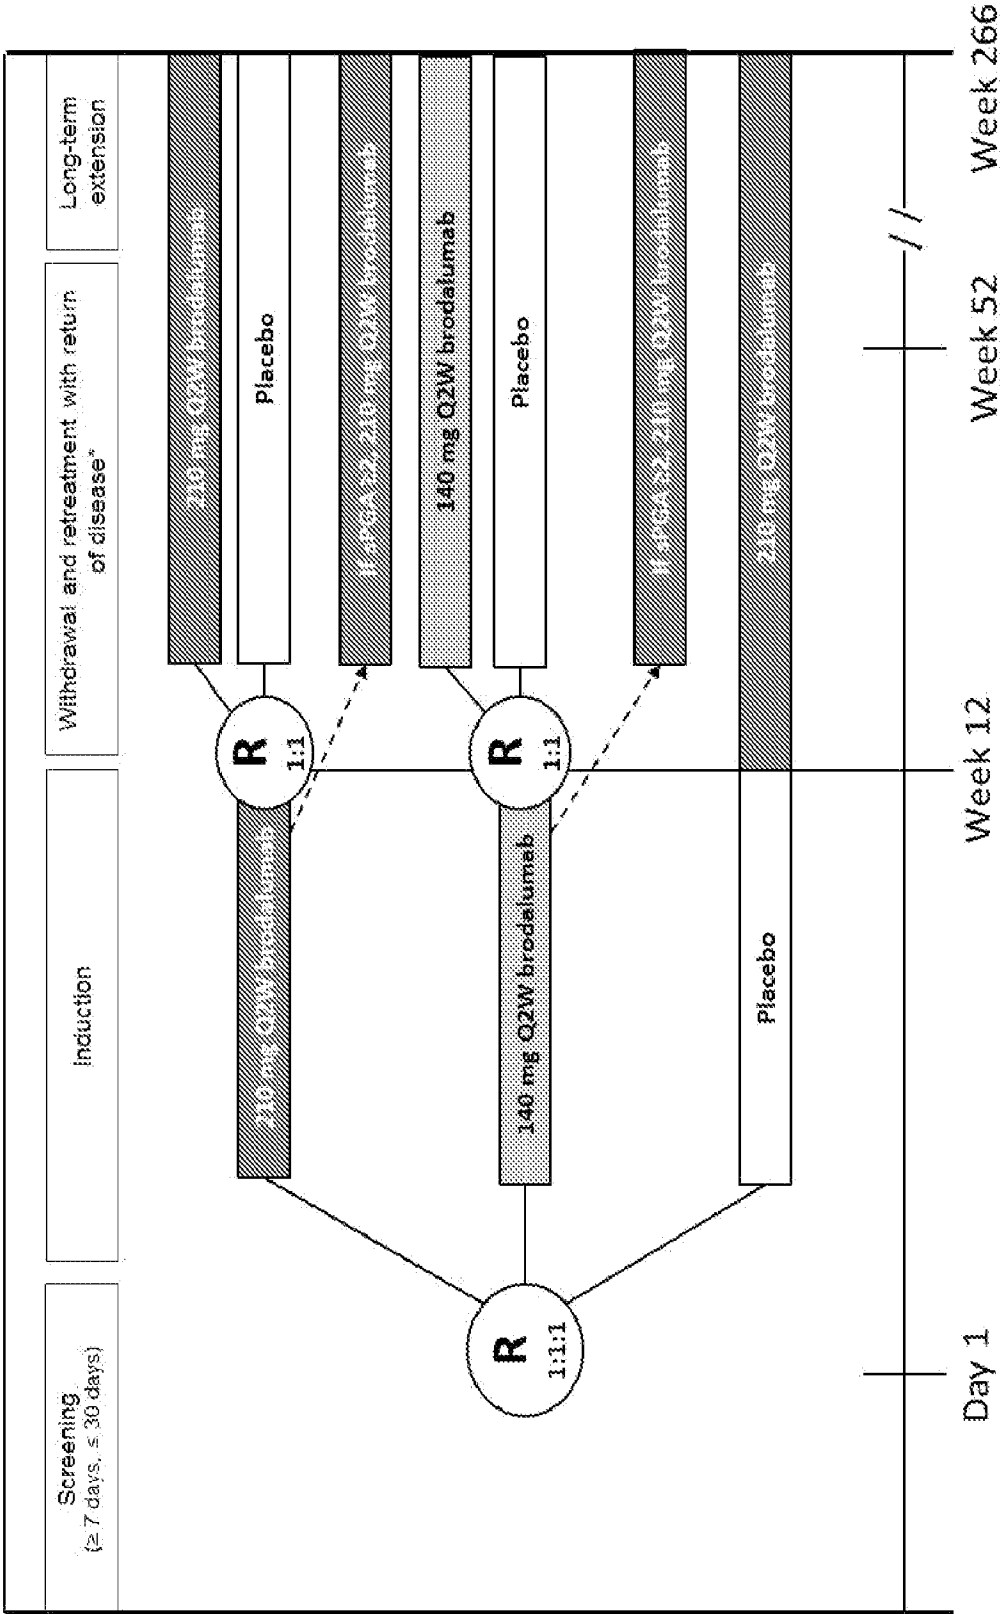 Screening
(≥ 7 days, ≤ 30 days)
Induction
Withdrawal and retreatment with return
of disease*
Long-term
extension
R
1:1:1
210 mg Q2W brodalumab
R
1:1
210 mg Q2W brodalumab
Placebo
If sPGA ≥2, 210 mg Q2W brodalumab
140 mg Q2W brodalumab
R
1:1
140 mg Q2W brodalumab
Placebo
If sPGA ≥2, 210 mg Q2W brodalumab
Placebo
210 mg Q2W brodalumab
Day 1
Week 12
Week 52
Week 266